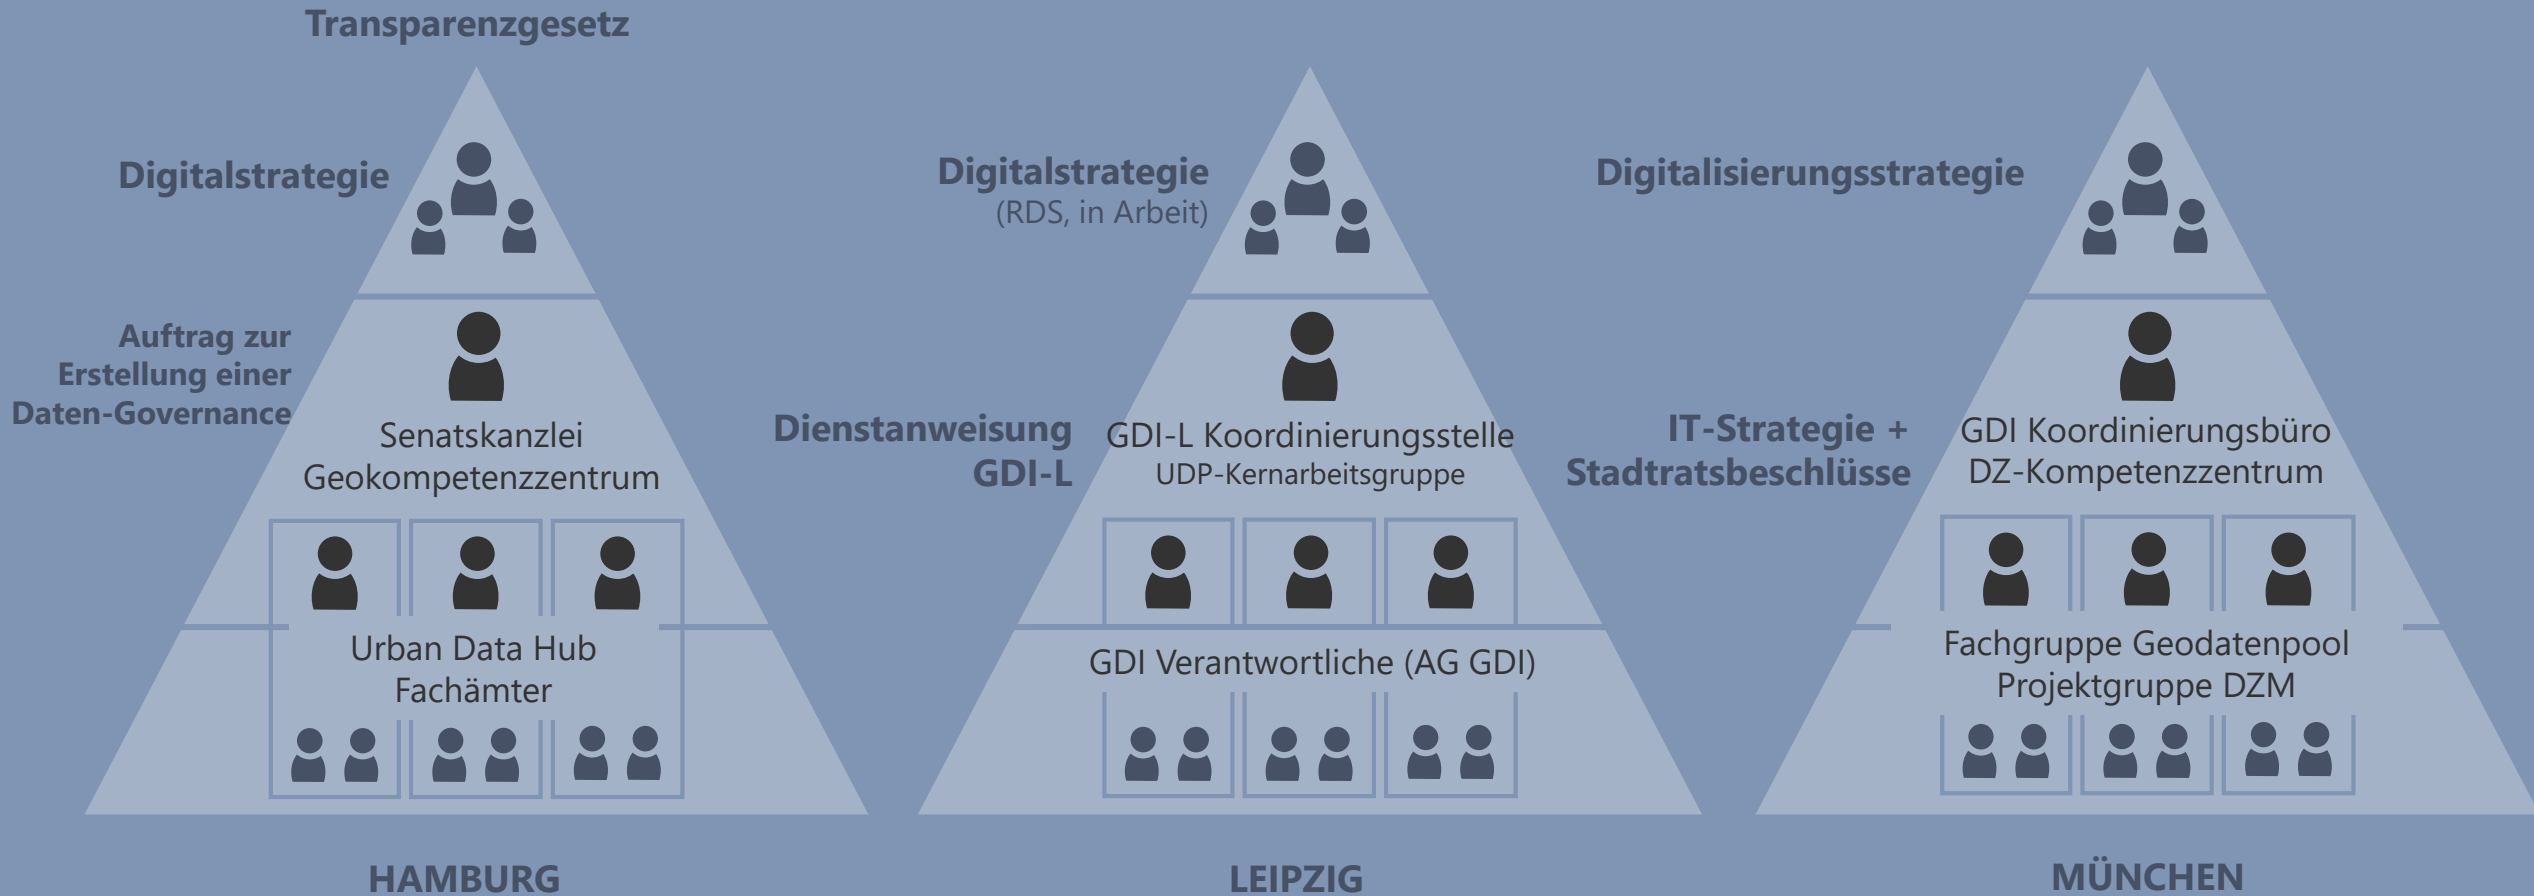 Transparenzgesetz
Digitalstrategie
Auftrag zur
Erstellung einer
Daten-Governance
Senatskanzlei
Geokompetenzzentrum
Urban Data Hub
Fachämter
HAMBURG
Digitalstrategie
(RDS, in Arbeit)
Dienstanweisung
GDI-L
GDI-L Koordinierungsstelle
UDP-Kernarbeitsgruppe
GDI Verantwortliche (AG GDI)
LEIPZIG
Digitalisierungsstrategie
IT-Strategie +
Stadtratsbeschlüsse
GDI Koordinierungsbüro
DZ-Kompetenzzentrum
Fachgruppe Geodatenpool
Projektgruppe DZM
MÜNCHEN